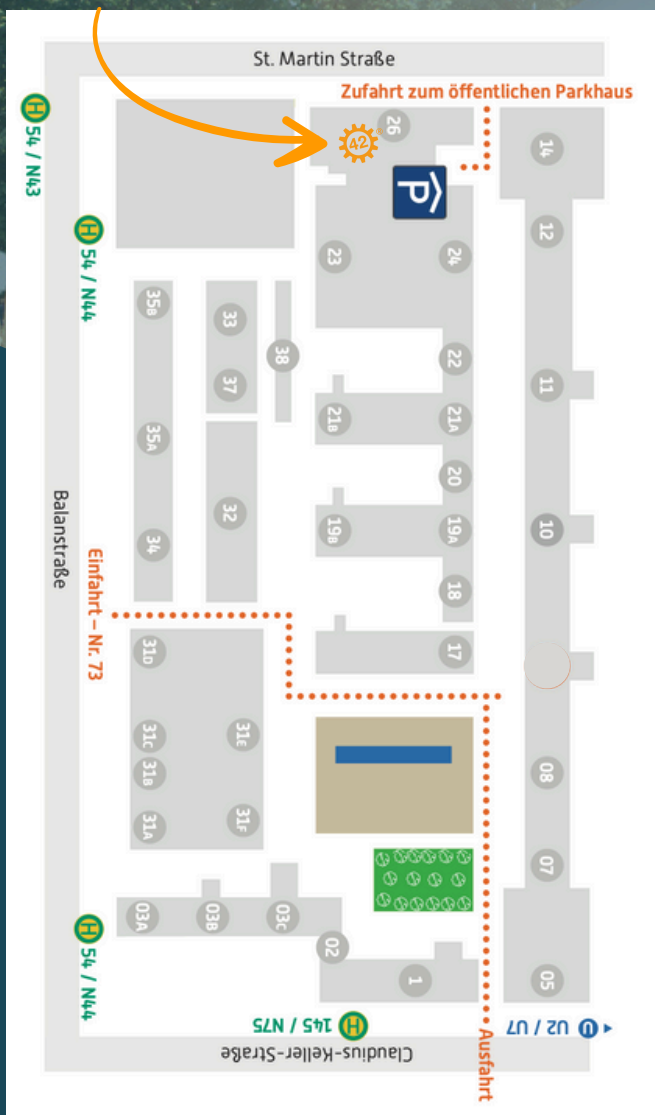 St. Martin Straße
Zufahrt zum öffentlichen Parkhaus
H 54 / N43
26
42
14
P
H 54 / N44
12
23
24
35B
33
38
22
11
37
21B
21A
35A
20
32
10
34
19B
19A
Balanstraße
Einfahrt – Nr. 73
18
31D
17
31C
31E
31B
08
31A
31F
07
03A
03B
03C
H 54 / N44
02
1
05
H 145 / N75
U U2 / U7
Claudius-Keller-Straße
Ausfahrt